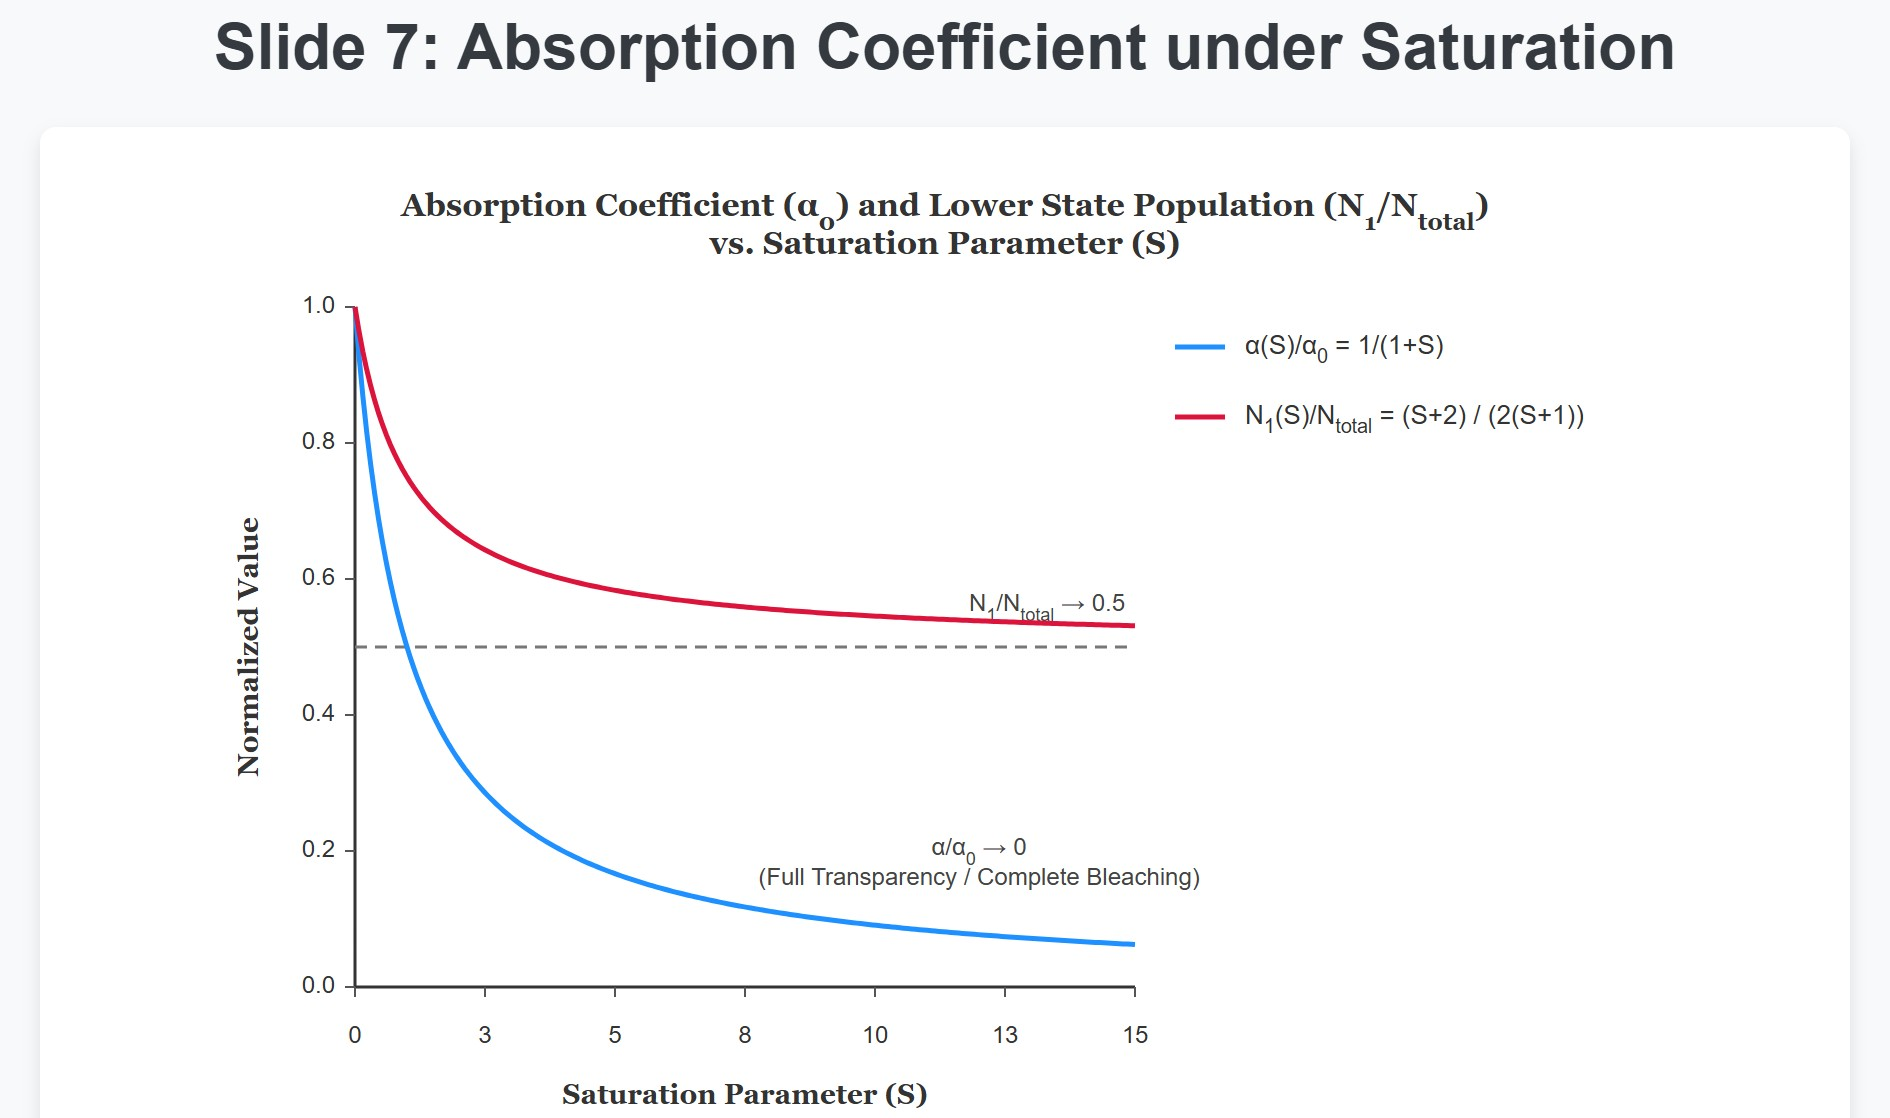 Slide 7: Absorption Coefficient under Saturation
Absorption Coefficient (α₀) and Lower State Population (N₁/Nₜₒₜₐₗ)
vs. Saturation Parameter (S)
1.0
0.8
0.6
0.4
0.2
0.0
Normalized Value
α(S)/α₀ = 1/(1+S)
N₁(S)/Nₜₒₜₐₗ = (S+2) / (2(S+1))
N₁/Nₜₒₜₐₗ → 0.5
α/α₀ → 0
(Full Transparency / Complete Bleaching)
0 3 5 8 10 13 15
Saturation Parameter (S)